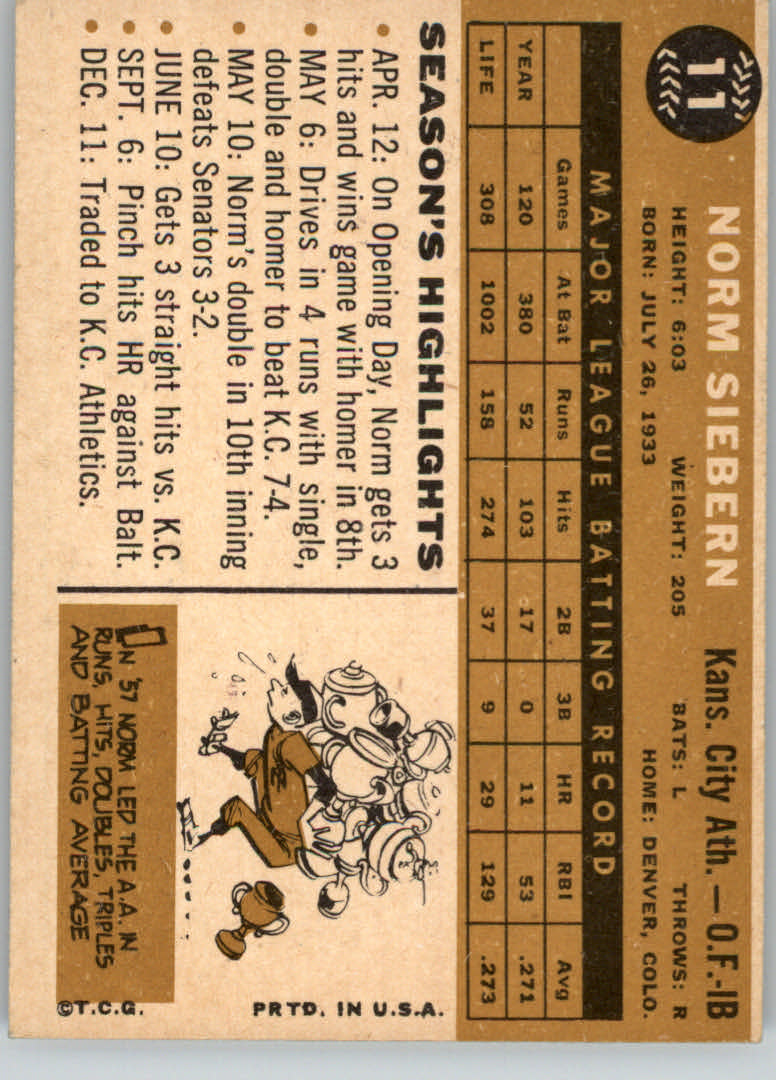 11
NORM SIEBERN Kans. City Ath. — O.F.-1B
HEIGHT: 6:03 WEIGHT: 205 BATS: L THROWS: R
BORN: JULY 26, 1933 HOME: DENVER, COLO.
MAJOR LEAGUE BATTING RECORD
Games At Bat Runs Hits 2B 3B HR RBI Avg
YEAR 120 380 52 103 17 0 11 53 .271
LIFE 308 1002 158 274 37 9 29 129 .273
SEASON'S HIGHLIGHTS
• APR. 12: On Opening Day, Norm gets 3
hits and wins game with homer in 8th.
• MAY 6: Drives in 4 runs with single,
double and homer to beat K.C. 7-4.
• MAY 10: Norm's double in 10th inning
defeats Senators 3-2.
• JUNE 10: Gets 3 straight hits vs. K.C.
• SEPT. 6: Pinch hits HR against Balt.
• DEC. 11: Traded to K.C. Athletics.
IN '57 NORM LED THE A.A. IN
RUNS, HITS, DOUBLES, TRIPLES
AND BATTING AVERAGE
©T.C.G. PRTD. IN U.S.A.